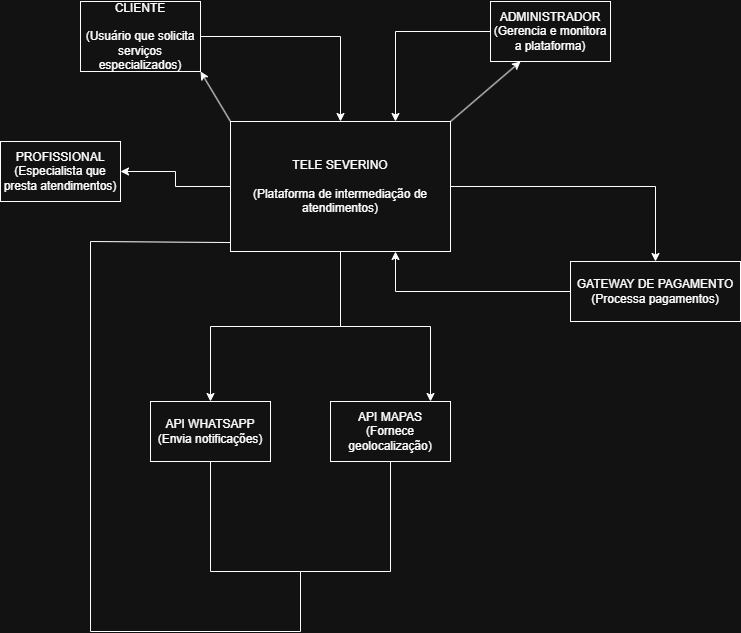 CLIENTE
(Usuário que solicita
serviços
especializados)
ADMINISTRADOR
(Gerencia e monitora
a plataforma)
PROFISSIONAL
(Especialista que
presta atendimentos)
TELE SEVERINO
(Plataforma de intermediação de
atendimentos)
GATEWAY DE PAGAMENTO
(Processa pagamentos)
API WHATSAPP
(Envia notificações)
API MAPAS
(Fornece
geolocalização)